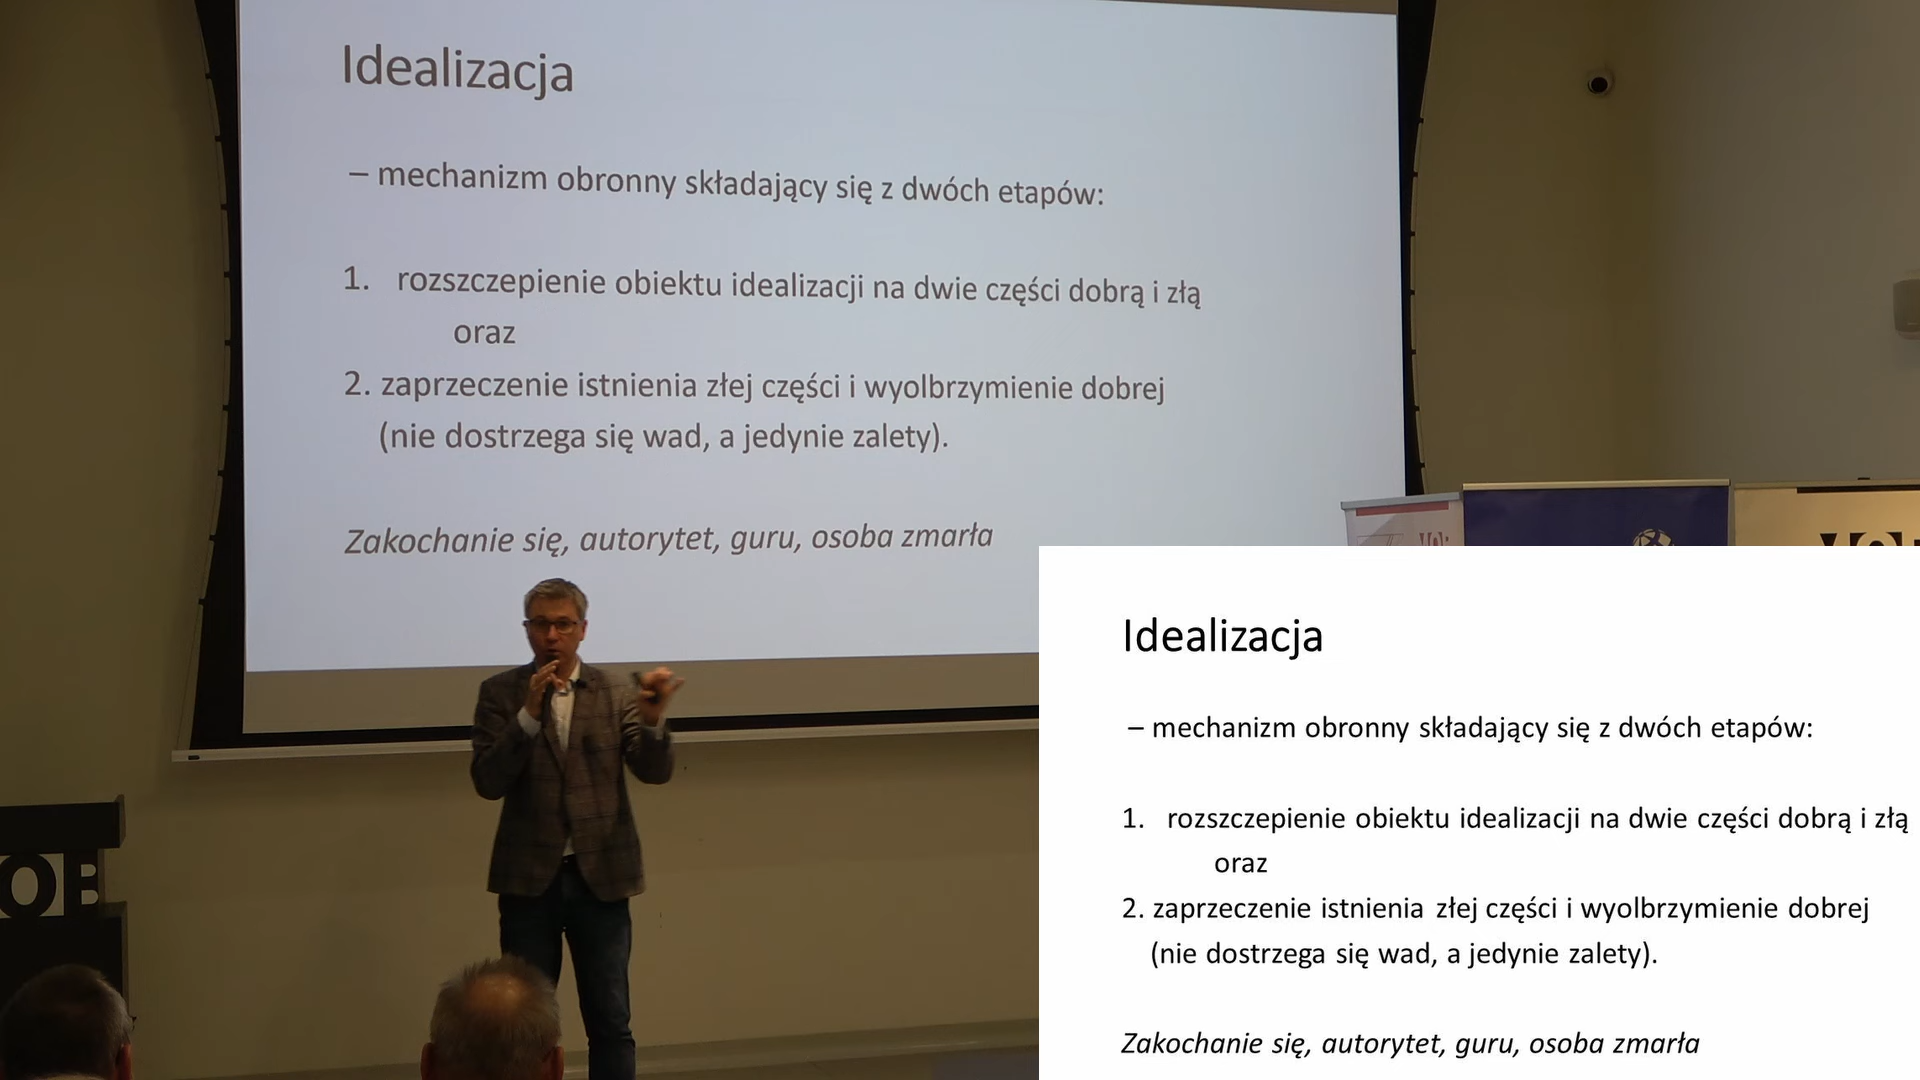 Idealizacja
– mechanizm obronny składający się z dwóch etapów:
1. rozszczepienie obiektu idealizacji na dwie części dobrą i złą
oraz
2. zaprzeczenie istnienia złej części i wyolbrzymienie dobrej
(nie dostrzega się wad, a jedynie zalety).
Zakochanie się, autorytet, guru, osoba zmarła
OB
Idealizacja
– mechanizm obronny składający się z dwóch etapów:
1. rozszczepienie obiektu idealizacji na dwie części dobrą i złą
oraz
2. zaprzeczenie istnienia złej części i wyolbrzymienie dobrej
(nie dostrzega się wad, a jedynie zalety).
Zakochanie się, autorytet, guru, osoba zmarła